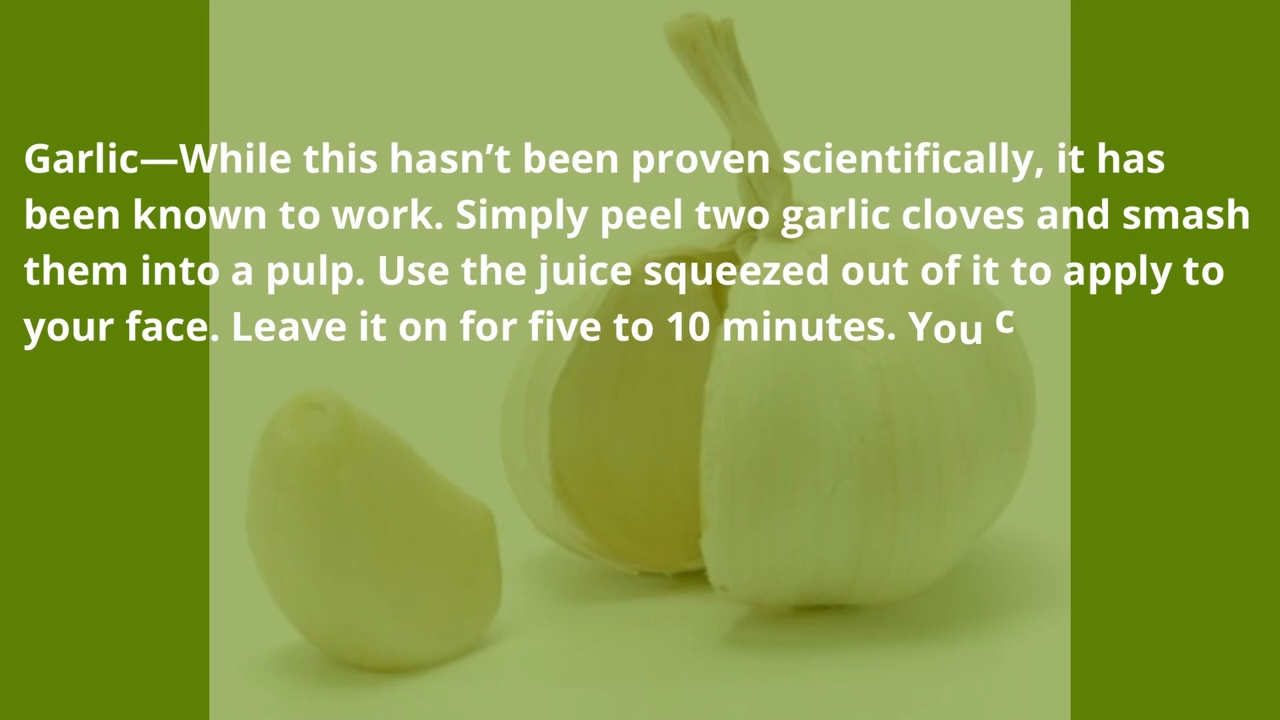 Garlic—While this hasn’t been proven scientifically, it has
been known to work. Simply peel two garlic cloves and smash
them into a pulp. Use the juice squeezed out of it to apply to
your face. Leave it on for five to 10 minutes. You c